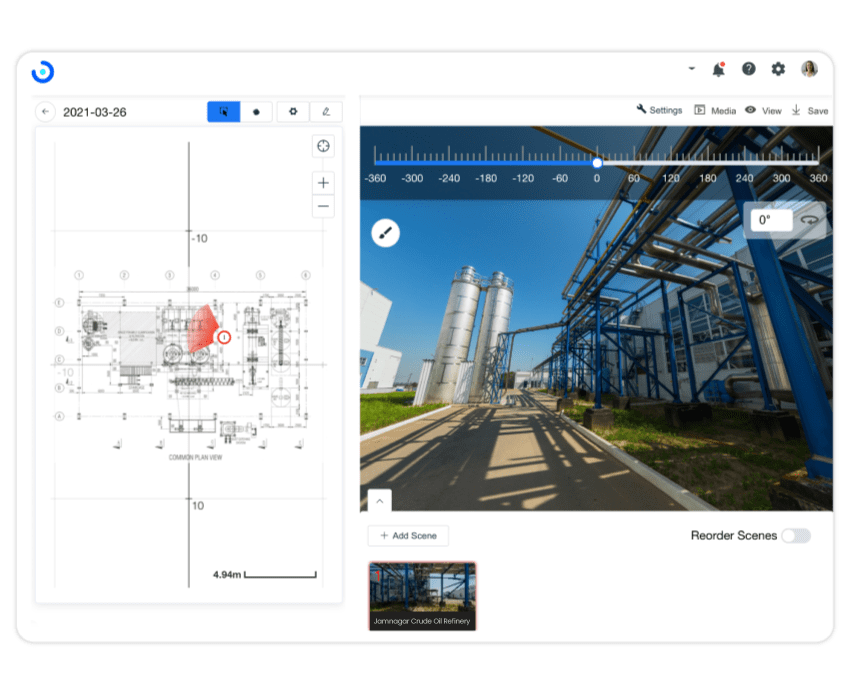 2021-03-26
Settings
Media
View
Save
-360 -300 -240 -180 -120 -60 0 60 120 180 240 300 360
0°
-10
1 2 3 4 5 6
E
D
C
-10
B
A
COMMON PLAN VIEW
10
4.94m
+ Add Scene
Reorder Scenes
Jamnagar Crude Oil Refinery